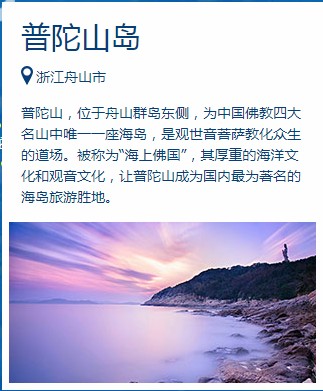 普陀山岛
浙江舟山市
普陀山，位于舟山群岛东侧，为中国佛教四大
名山中唯一一座海岛，是观世音菩萨教化众生
的道场。被称为“海上佛国”，其厚重的海洋文
化和观音文化，让普陀山成为国内最为著名的
海岛旅游胜地。